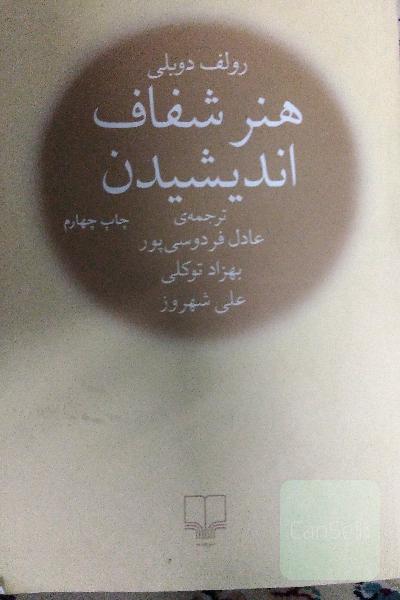 رولف دوبلی
هنر شفاف
اندیشیدن
ترجمه‌ی
چاپ چهارم
عادل فردوسی‌پور
بهزاد توکلی
علی شهروز